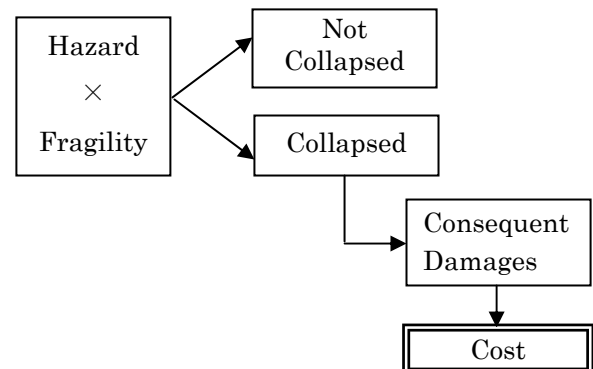 Hazard
×
Fragility
Not
Collapsed
Collapsed
Consequent
Damages
Cost